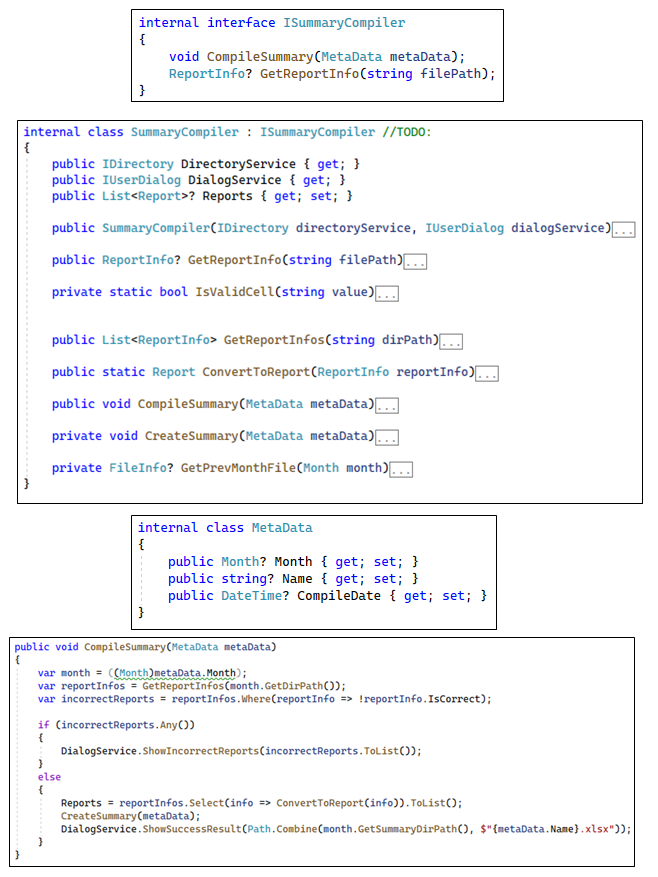 internal interface ISummaryCompiler
{
    void CompileSummary(MetaData metaData);
    ReportInfo? GetReportInfo(string filePath);
}
internal class SummaryCompiler : ISummaryCompiler //TODO:
{
    public IDirectory DirectoryService { get; }
    public IUserDialog DialogService { get; }
    public List<Report>? Reports { get; set; }
    public SummaryCompiler(IDirectory directoryService, IUserDialog dialogService)...
    public ReportInfo? GetReportInfo(string filePath)...
    private static bool IsValidCell(string value)...
    public List<ReportInfo> GetReportInfos(string dirPath)...
    public static Report ConvertToReport(ReportInfo reportInfo)...
    public void CompileSummary(MetaData metaData)...
    private void CreateSummary(MetaData metaData)...
    private FileInfo? GetPrevMonthFile(Month month)...
}
internal class MetaData
{
    public Month? Month { get; set; }
    public string? Name { get; set; }
    public DateTime? CompileDate { get; set; }
}
public void CompileSummary(MetaData metaData)
{
    var month = ((Month)metaData.Month);
    var reportInfos = GetReportInfos(month.GetDirPath());
    var incorrectReports = reportInfos.Where(reportInfo => !reportInfo.IsCorrect);
    if (incorrectReports.Any())
    {
        DialogService.ShowIncorrectReports(incorrectReports.ToList());
    }
    else
    {
        Reports = reportInfos.Select(info => ConvertToReport(info)).ToList();
        CreateSummary(metaData);
        DialogService.ShowSuccessResult(Path.Combine(month.GetSummaryDirPath(), $"{metaData.Name}.xlsx"));
    }
}